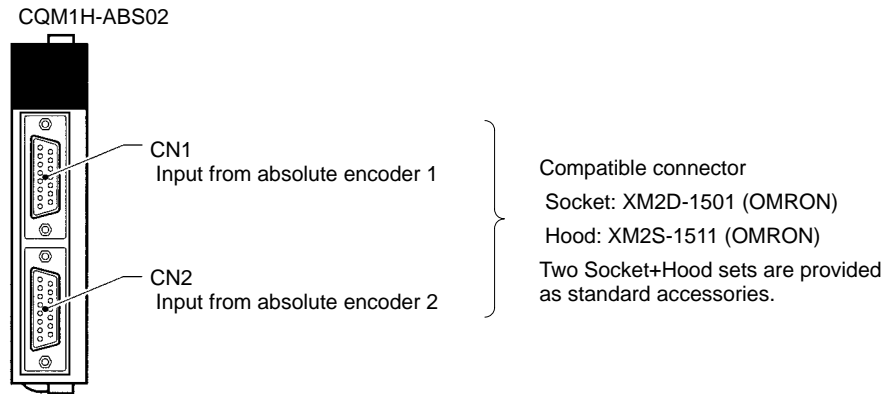 CQM1H-ABS02
CN1
Input from absolute encoder 1
CN2
Input from absolute encoder 2
Compatible connector
Socket: XM2D-1501 (OMRON)
Hood: XM2S-1511 (OMRON)
Two Socket+Hood sets are provided
as standard accessories.